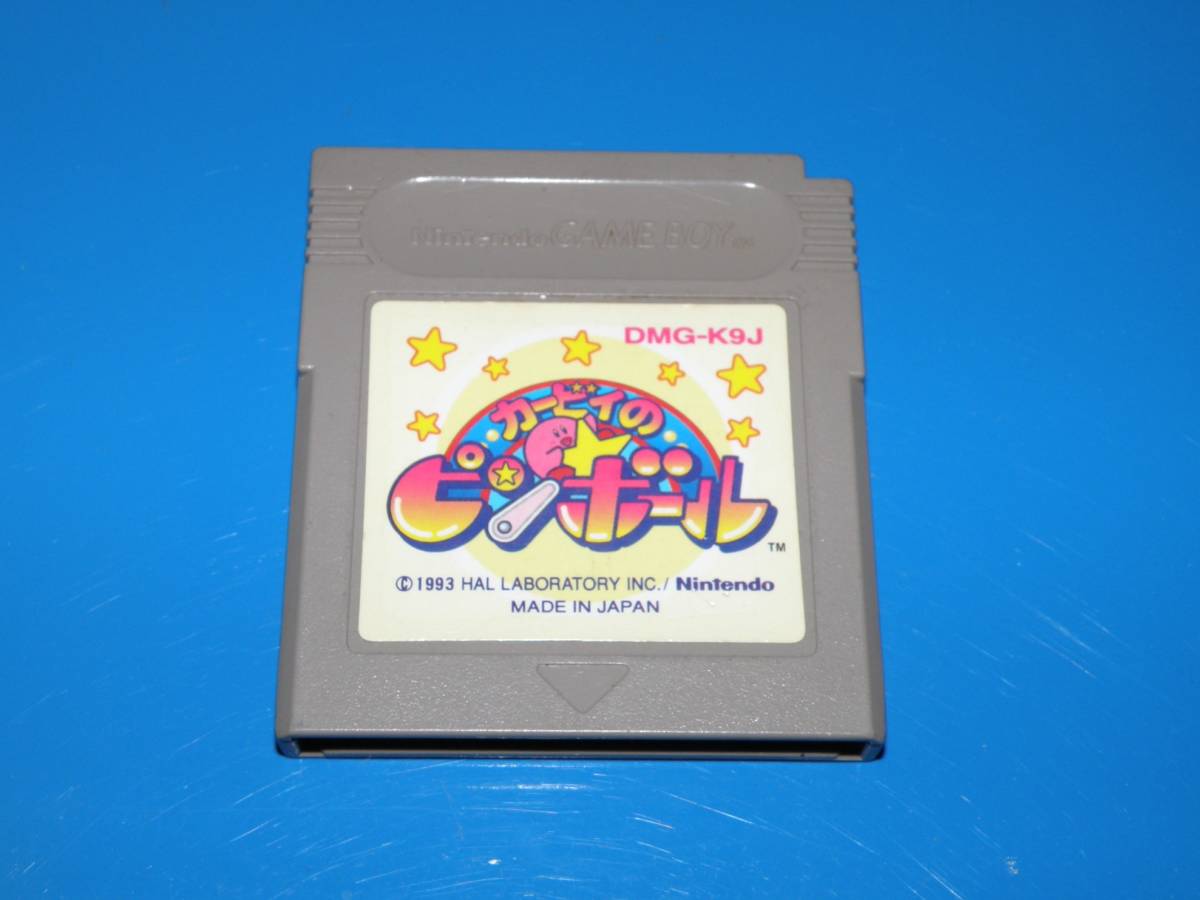 Nintendo GAME BOY
DMG-K9J
カービィの
ピンボール
TM
©1993 HAL LABORATORY INC./Nintendo
MADE IN JAPAN